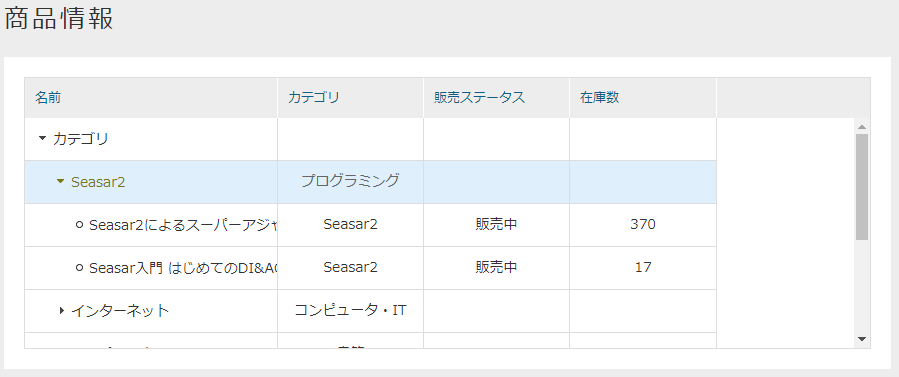 商品情報
名前 カテゴリ 販売ステータス 在庫数
カテゴリ
Seasar2 プログラミング
Seasar2によるスーパーアジャ Seasar2 販売中 370
Seasar入門 はじめてのDI&AO Seasar2 販売中 17
インターネット コンピュータ・IT